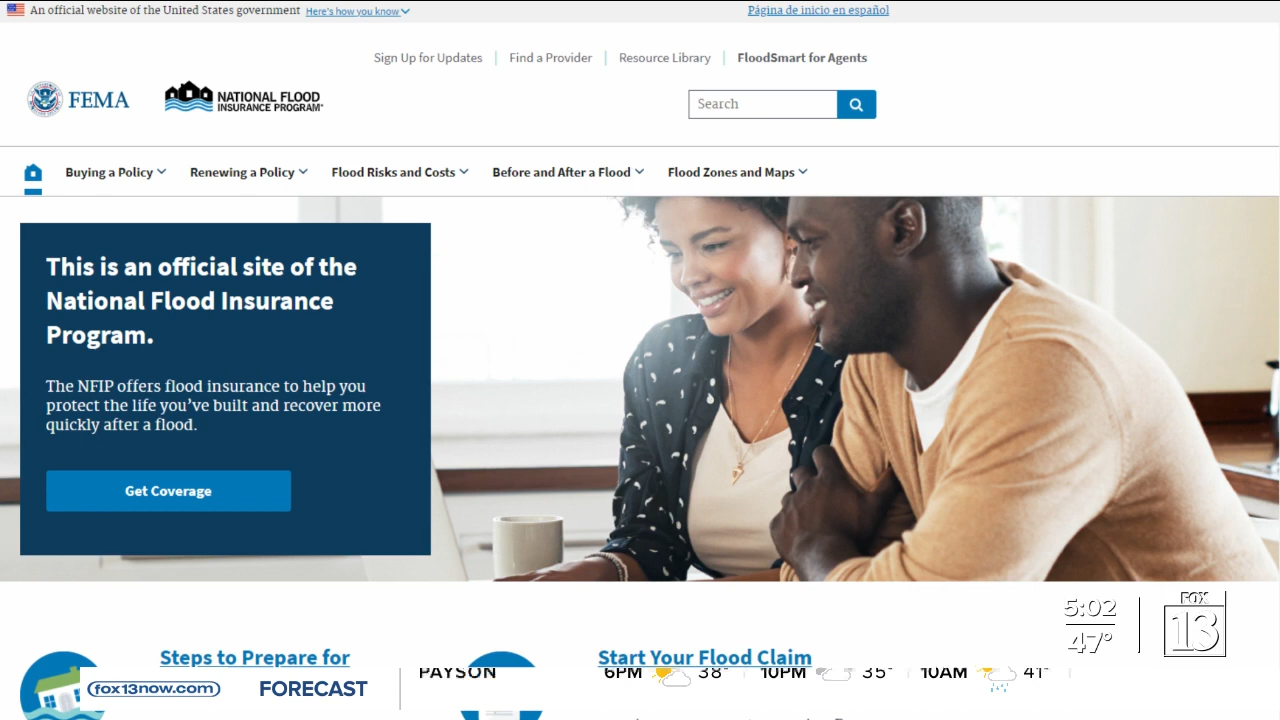 An official website of the United States government Here's how you know
Página de inicio en español
Sign Up for Updates
Find a Provider
Resource Library
FloodSmart for Agents
FEMA
NATIONAL FLOOD
INSURANCE PROGRAM®
Search
Buying a Policy
Renewing a Policy
Flood Risks and Costs
Before and After a Flood
Flood Zones and Maps
This is an official site of the
National Flood Insurance
Program.
The NFIP offers flood insurance to help you
protect the life you've built and recover more
quickly after a flood.
Get Coverage
5:02
47°
FOX
13
Steps to Prepare for
Start Your Flood Claim
fox13now.com
FORECAST
PAYSON
6PM 38°
10PM 35°
10AM 41°